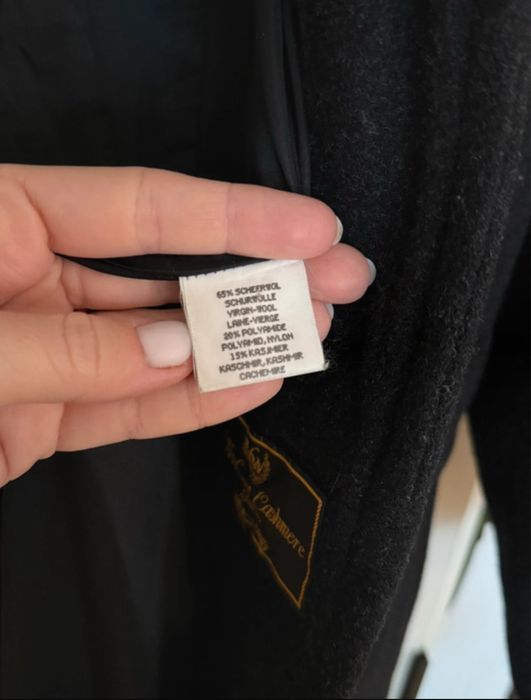 65% SCHEERWOL
SCHURWOLLE
VIRGIN-WOOL
LAINE-VIERGE
20% POLYAMIDE
POLYAMID, NYLON
15% KASJMIER
KASCHMIR, KASHMIR
CACHEMIRE
Cashmere